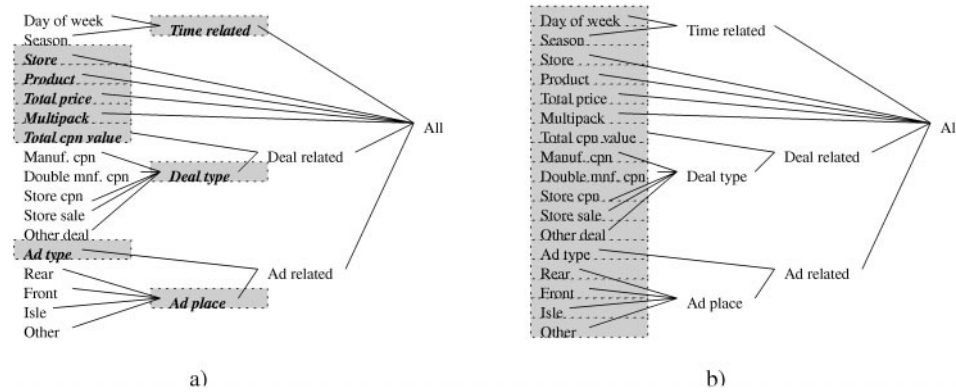 Day of week
Time related
Season
Store
Product
Total price
Multipack
All
Total cpn value
Manuf. cpn
Deal related
Double mnf. cpn
Deal type
Store cpn
Store sale
Other deal
Ad type
Rear
Ad related
Front
Ad place
Isle
Other
a)
Day of week
Time related
Season
Store
Product
Total price
Multipack
Al
Total cpn value
Manuf. cpn
Deal related
Double mnf. cpn
Deal type
Store cpn
Store sale
Other deal
Ad type
Rear
Ad related
Front
Ad place
Isle
Other
b)